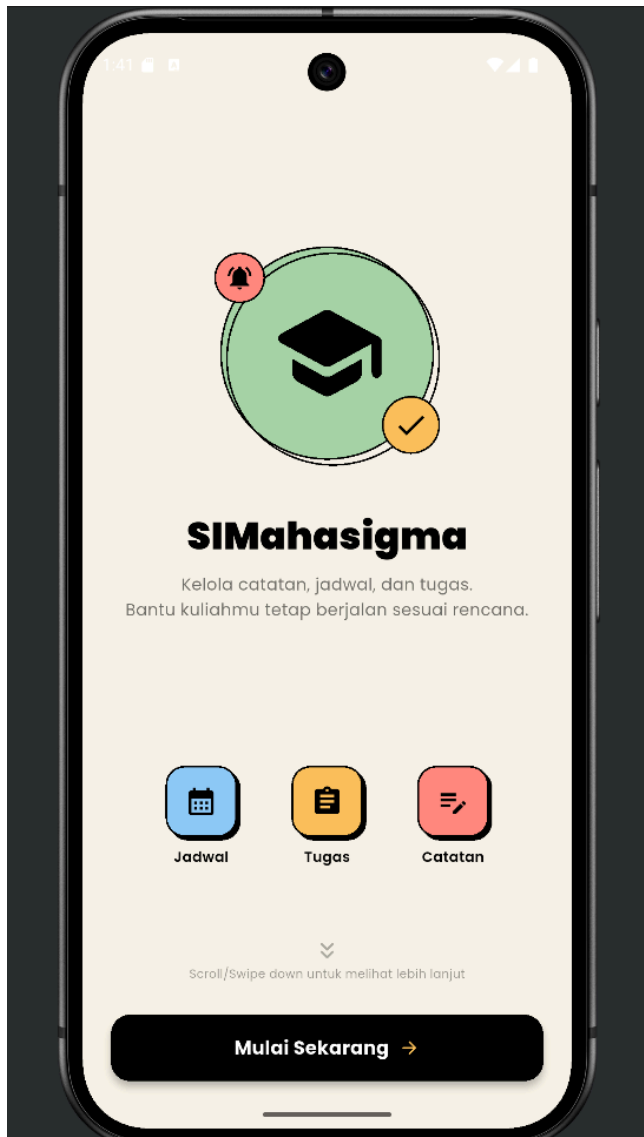 1:41
SIMahasigma
Kelola catatan, jadwal, dan tugas.
Bantu kuliahmu tetap berjalan sesuai rencana.
Jadwal Tugas Catatan
Scroll/Swipe down untuk melihat lebih lanjut
Mulai Sekarang →